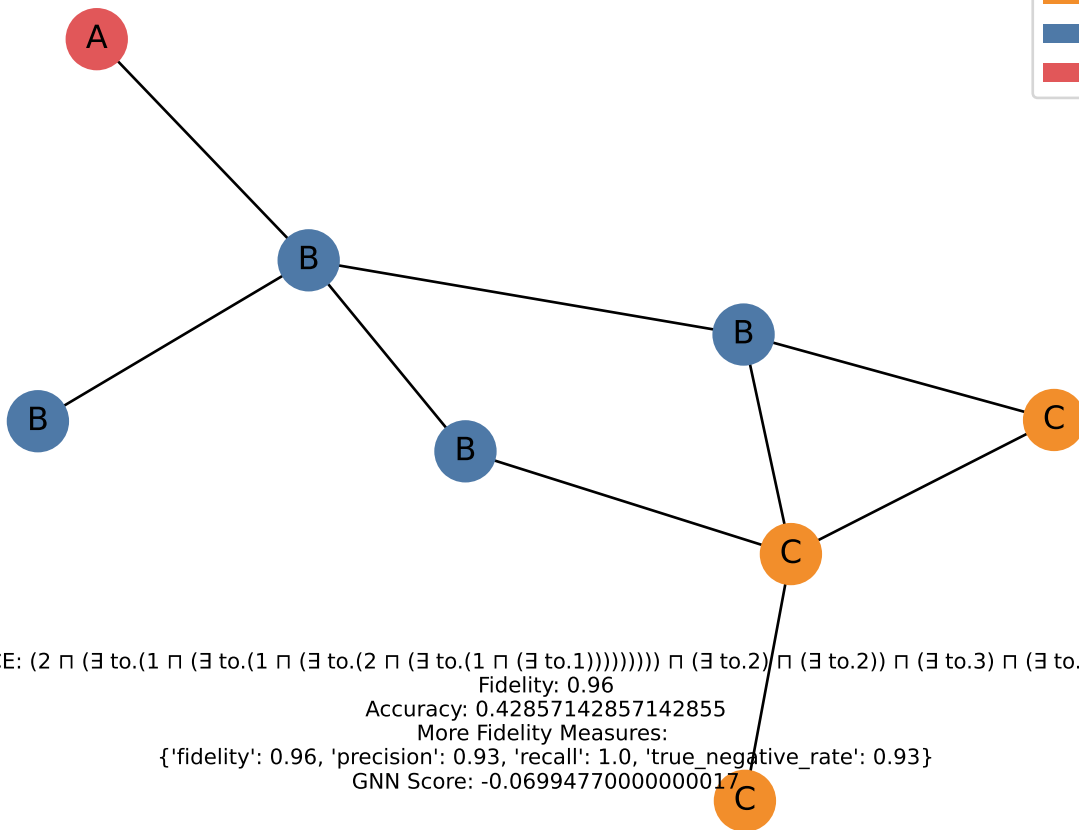 A
B
B
B
C
B
C
CE: (2 ⊓ (∃ to.(1 ⊓ (∃ to.(1 ⊓ (∃ to.(2 ⊓ (∃ to.(1 ⊓ (∃ to.1))))))))) ⊓ (∃ to.2) ⊓ (∃ to.2)) ⊓ (∃ to.3) ⊓ (∃ to.
Fidelity: 0.96
Accuracy: 0.42857142857142855
More Fidelity Measures:
{'fidelity': 0.96, 'precision': 0.93, 'recall': 1.0, 'true_negative_rate': 0.93}
GNN Score: -0.06994770000000017
C